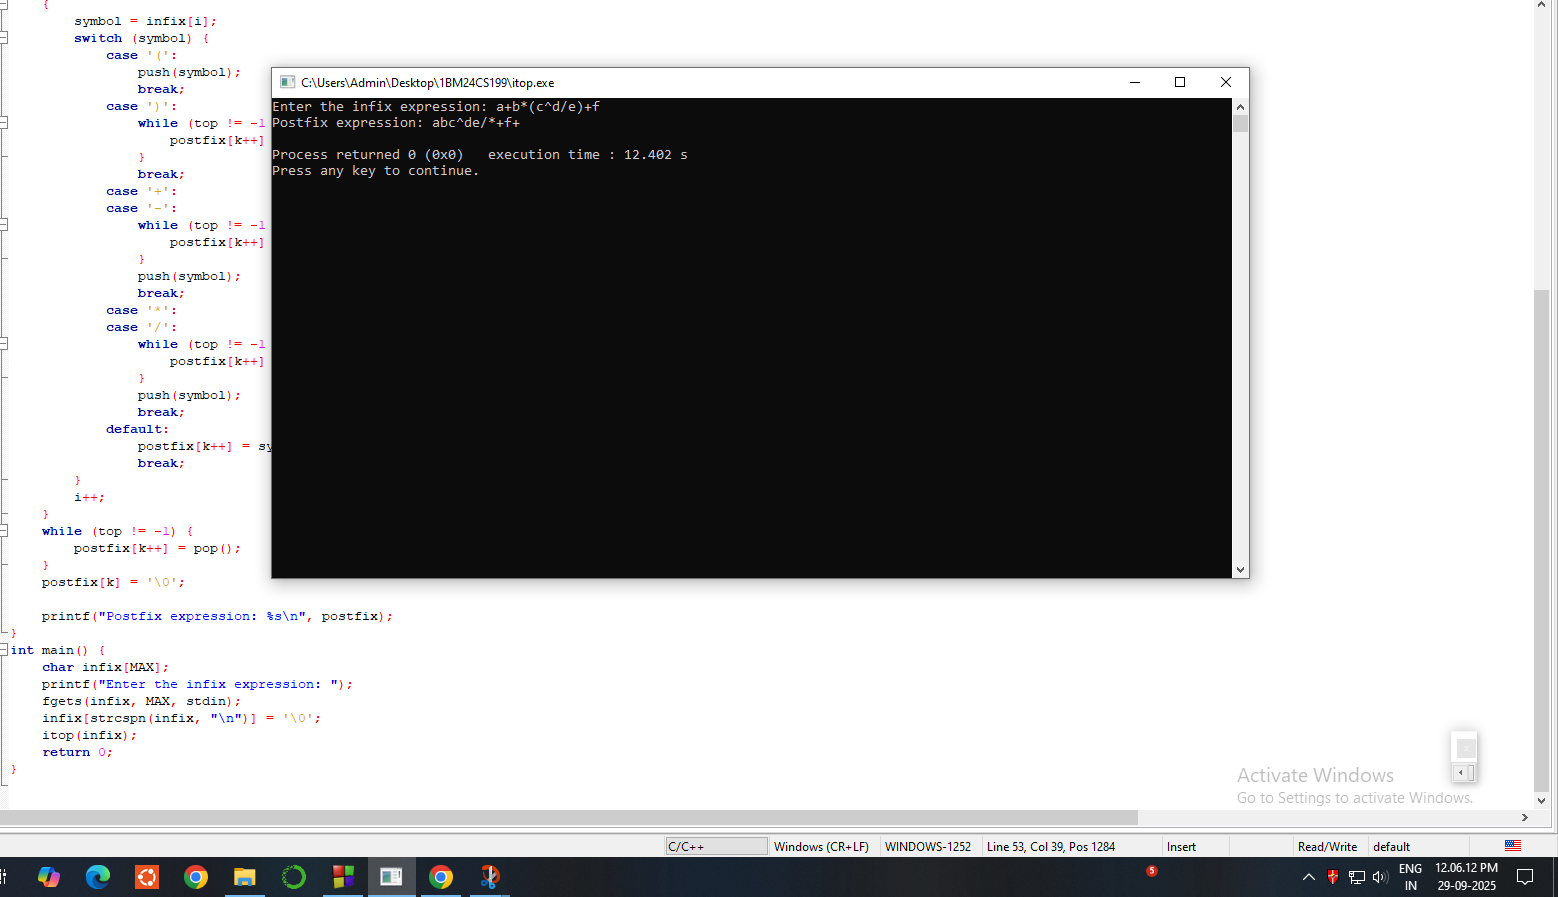 {
symbol = infix[i];
switch (symbol) {
case '(':
push(symbol);
break;
case ')':
while (top != -1
postfix[k++]
}
break;
case '+':
case '-':
while (top != -1
postfix[k++]
}
push(symbol);
break;
case '*':
case '/':
while (top != -1
postfix[k++]
}
push(symbol);
break;
default:
postfix[k++] = sy
break;
}
i++;
}
while (top != -1) {
postfix[k++] = pop();
}
postfix[k] = '\0';
printf("Postfix expression: %s\n", postfix);
}
int main() {
char infix[MAX];
printf("Enter the infix expression: ");
fgets(infix, MAX, stdin);
infix[strcspn(infix, "\n")] = '\0';
itop(infix);
return 0;
}
C:\Users\Admin\Desktop\1BM24CS199\itop.exe
Enter the infix expression: a+b*(c^d/e)+f
Postfix expression: abc^de/*+f+
Process returned 0 (0x0)   execution time : 12.402 s
Press any key to continue.
Activate Windows
Go to Settings to activate Windows.
C/C++ Windows (CR+LF) WINDOWS-1252 Line 53, Col 39, Pos 1284 Insert Read/Write default
5
ENG
IN
12.06.12 PM
29-09-2025